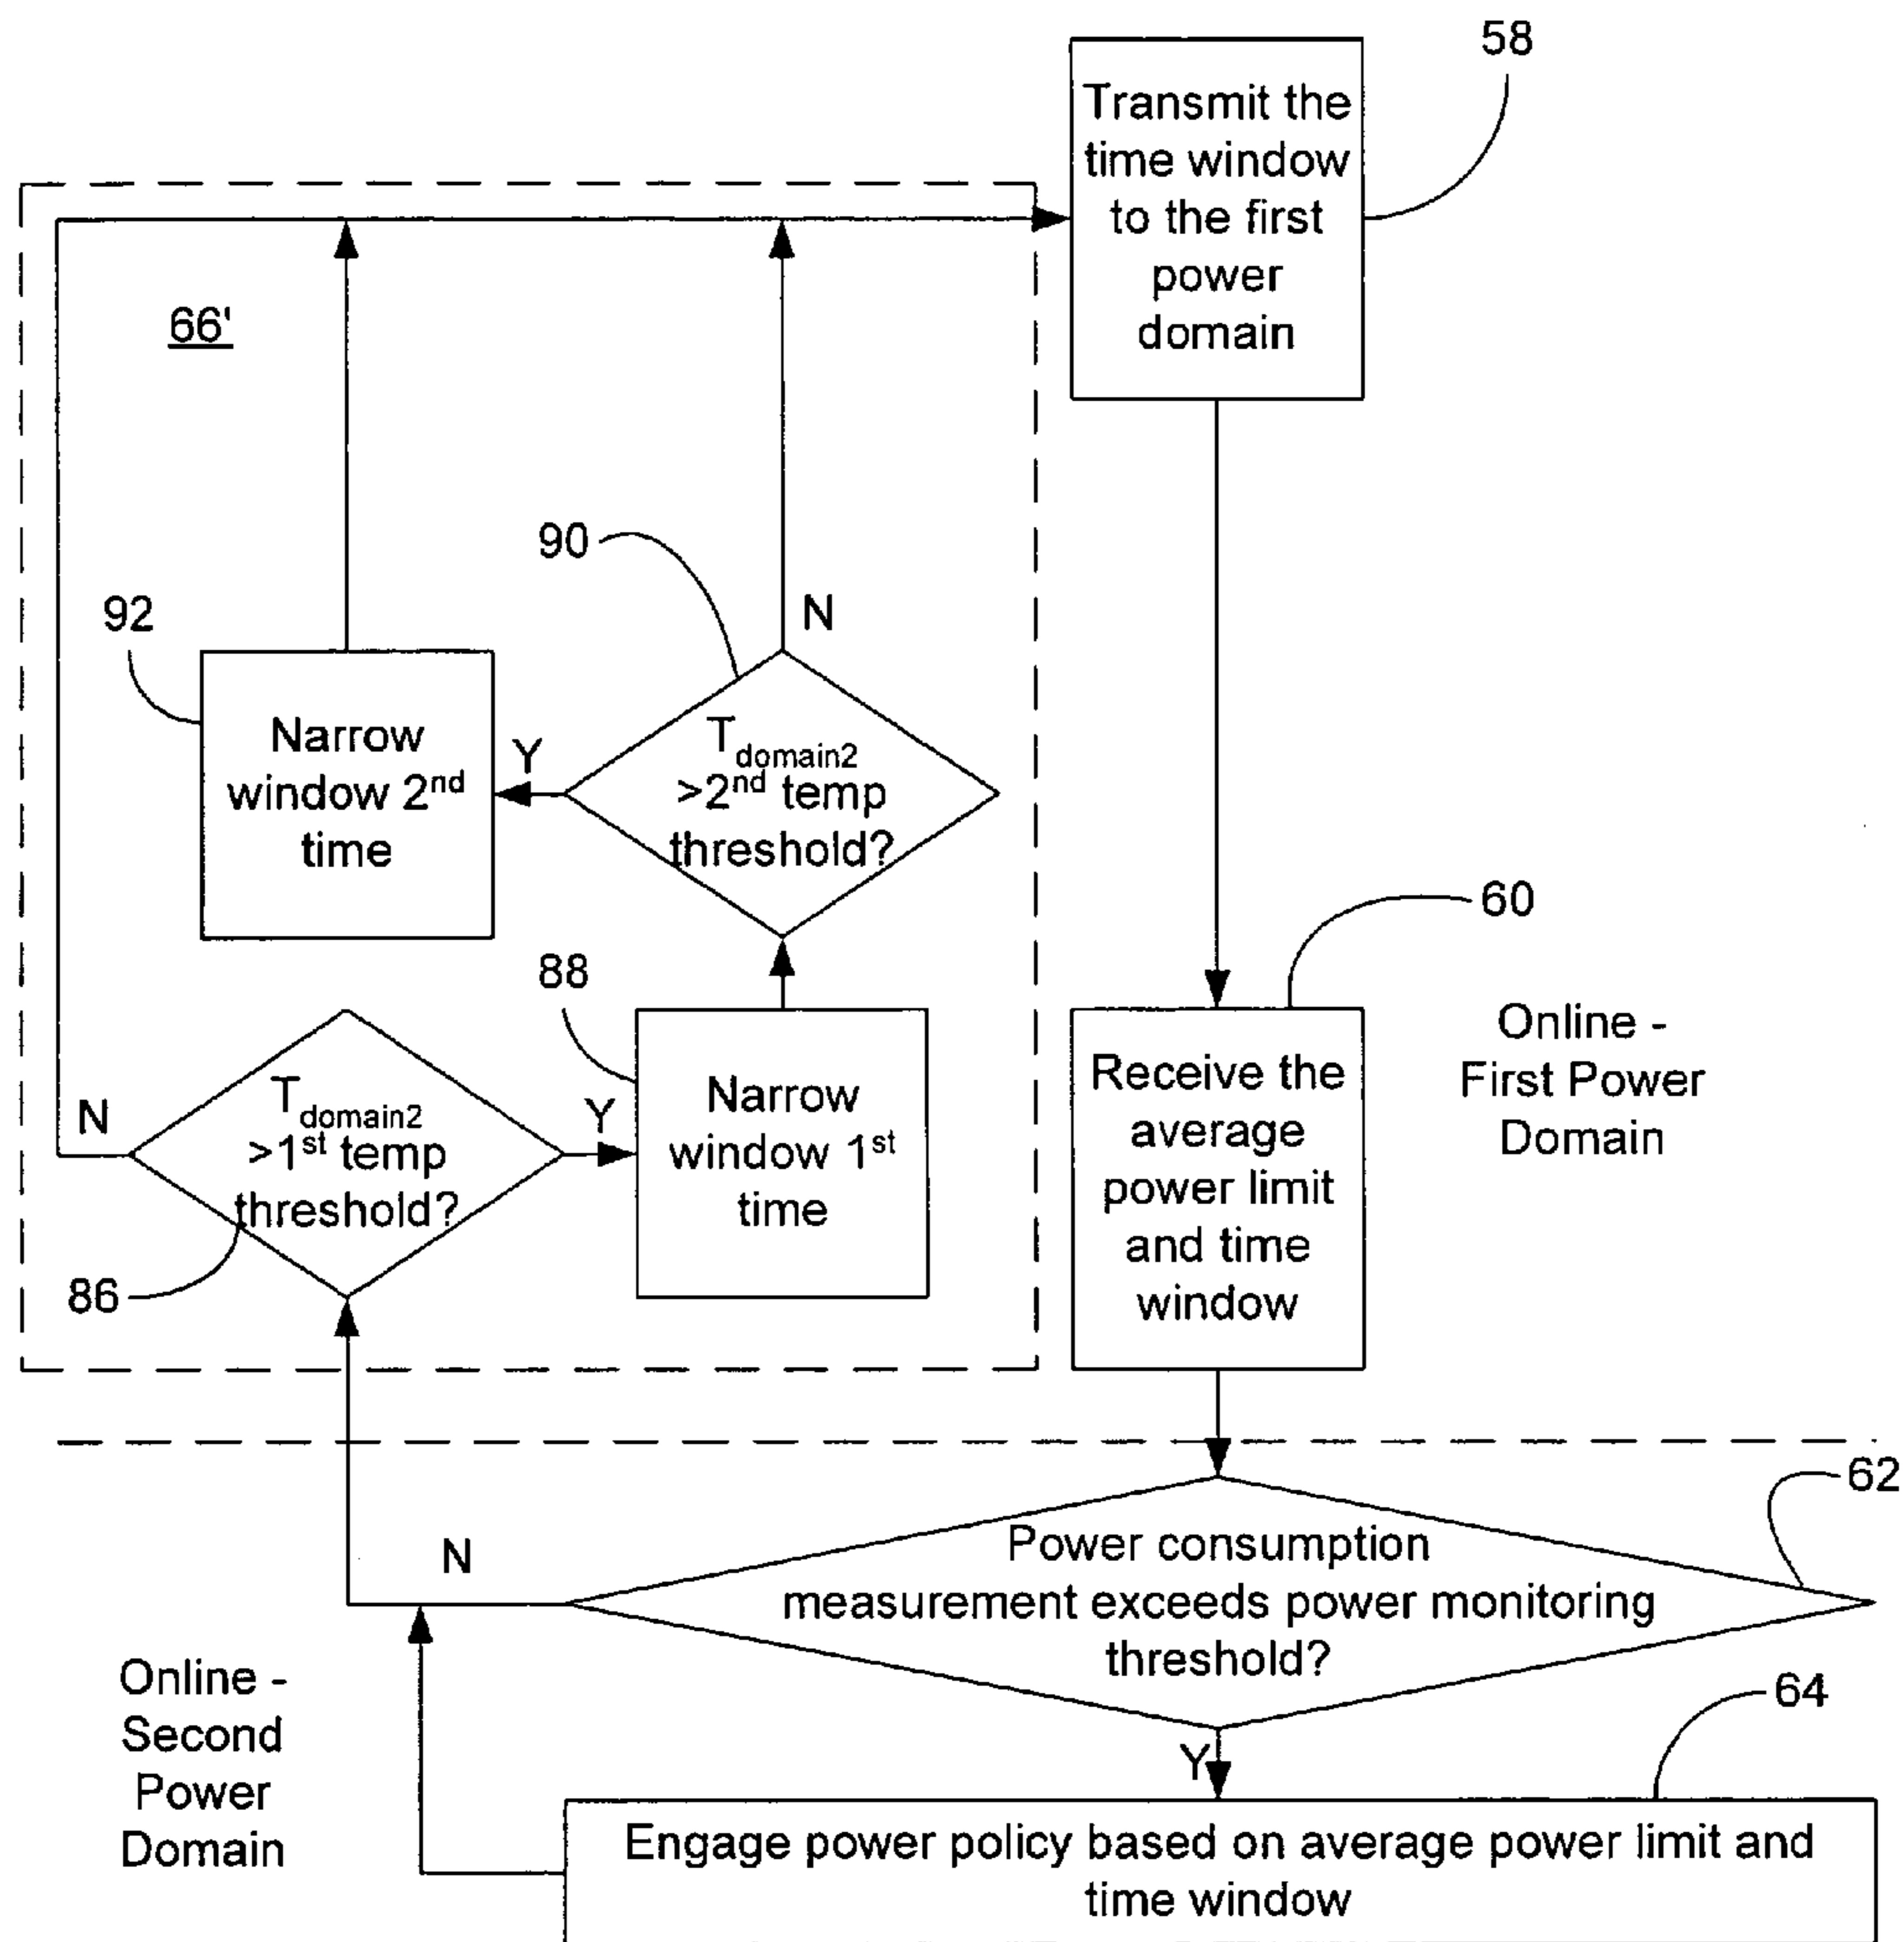 58
Transmit the
time window
to the first
power
domain
66'
90
92
N
Narrow
window 2nd
time
Y
Tdomain2
>2nd temp
threshold?
60
88
Online -
First Power
Domain
Receive the
average
power limit
and time
window
N
Tdomain2
>1st temp
threshold?
Y
Narrow
window 1st
time
86
62
N
Power consumption
measurement exceeds power monitoring
threshold?
Online -
Second
Power
Domain
64
Y
Engage power policy based on average power limit and
time window